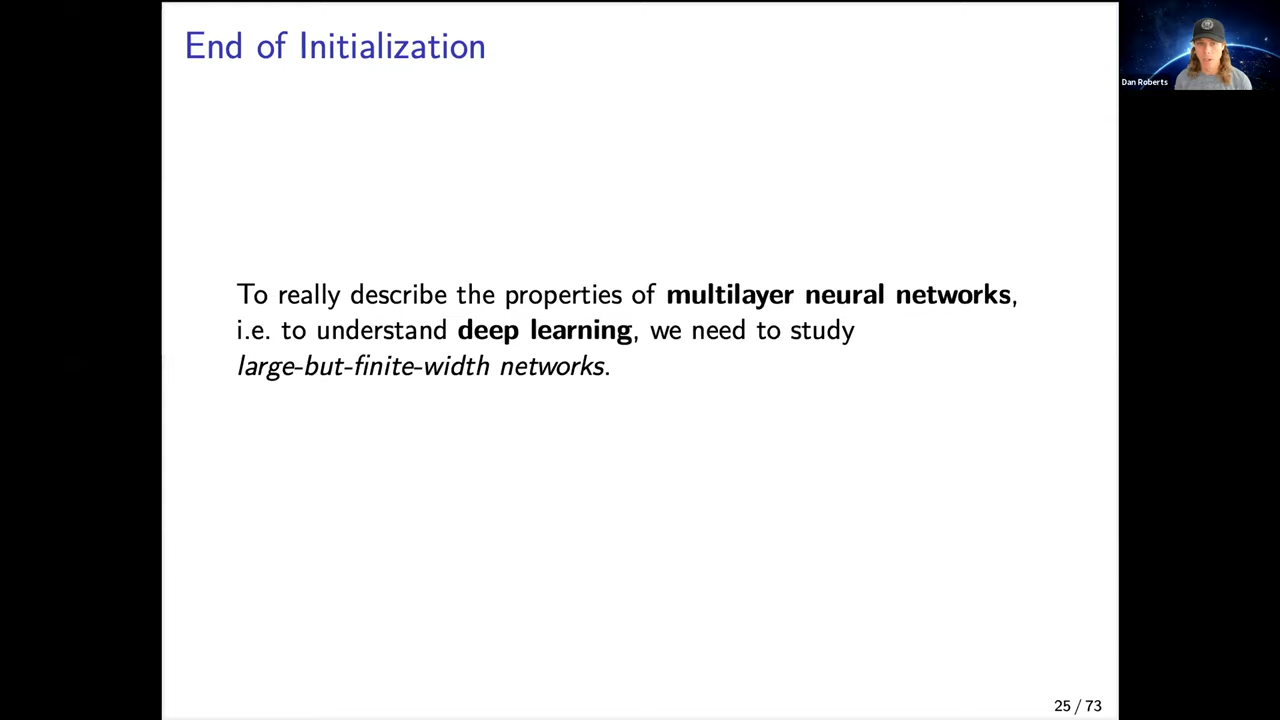 End of Initialization
Dan Roberts
To really describe the properties of multilayer neural networks,
i.e. to understand deep learning, we need to study
large-but-finite-width networks.
25 / 73